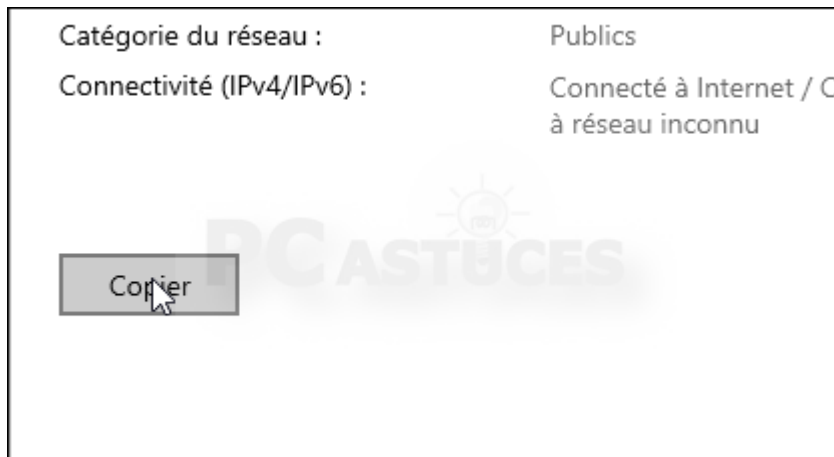 Catégorie du réseau : Publics
Connectivité (IPv4/IPv6) : Connecté à Internet / C
à réseau inconnu
PC ASTUCES
Copier